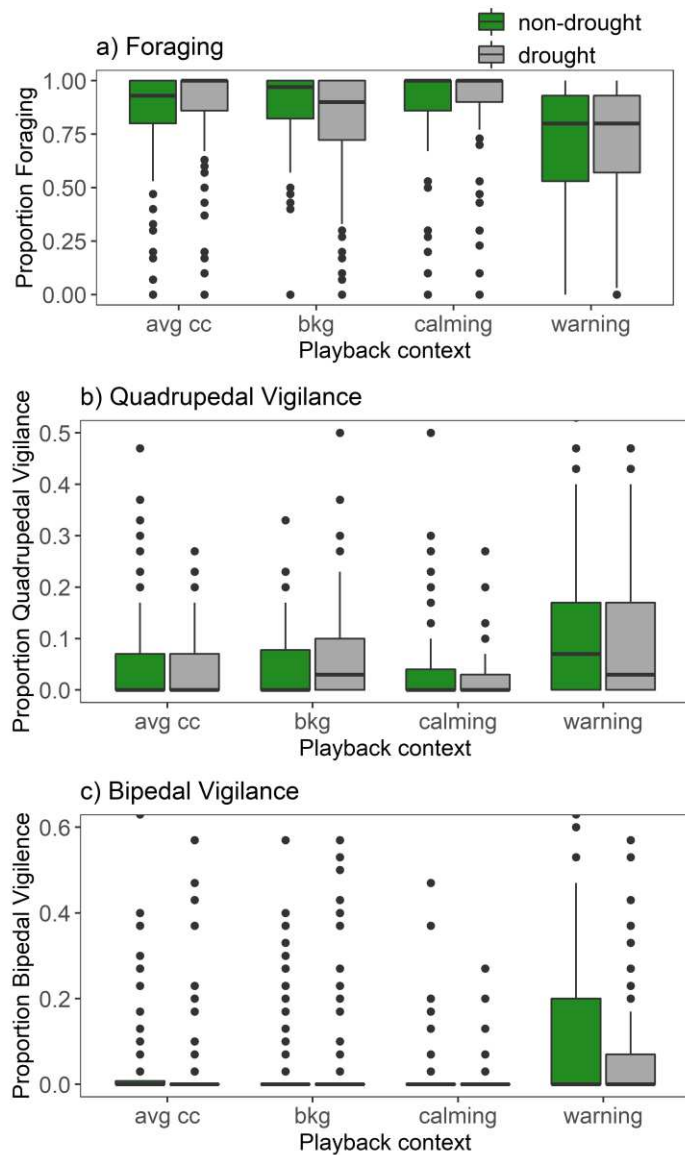 a) Foraging
non-drought
drought
Proportion Foraging
1.00
0.75
0.50
0.25
0.00
avg cc bkg calming warning
Playback context
b) Quadrupedal Vigilance
Proportion Quadrupedal Vigilance
0.5
0.4
0.3
0.2
0.1
0.0
avg cc bkg calming warning
Playback context
c) Bipedal Vigilance
Proportion Bipedal Vigilence
0.6
0.4
0.2
0.0
avg cc bkg calming warning
Playback context